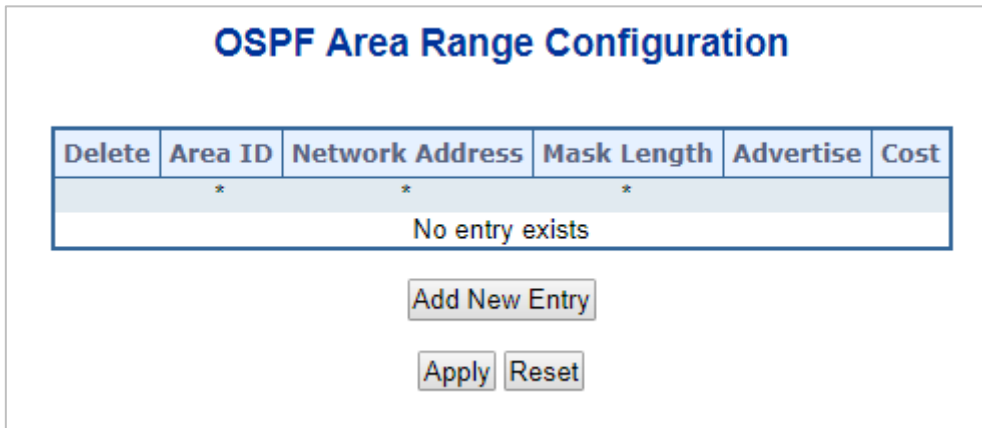 OSPF Area Range Configuration
Delete Area ID Network Address Mask Length Advertise Cost
* * *
No entry exists
Add New Entry
Apply Reset